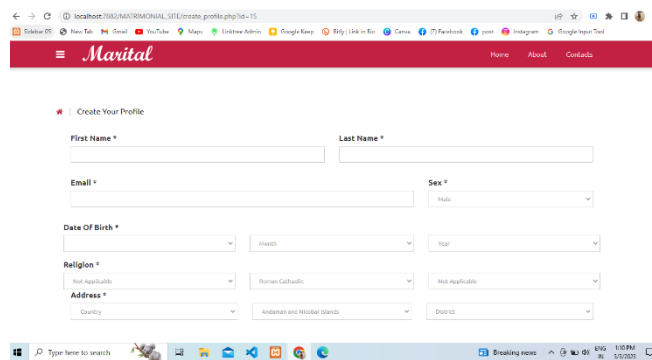 localhost:7882/MATRIMONIAL_SITE/create_profile.php?id=15
Sidebar 05 New Tab Gmail YouTube Maps Linktree Admin Google Keep Bitly | Link in Bio Canva (7) Facebook post Instagram Google Input Tool
Marital Home About Contacts
| Create Your Profile
First Name * Last Name *
Email * Sex *
Male
Date Of Birth *
Month Year
Religion *
Not Applicable Roman Cathaolic Not Applicable
Address *
Country Andaman and Nicobar Islands District
Type here to search Breaking news ENG 1:10 PM
IN 5/3/2023